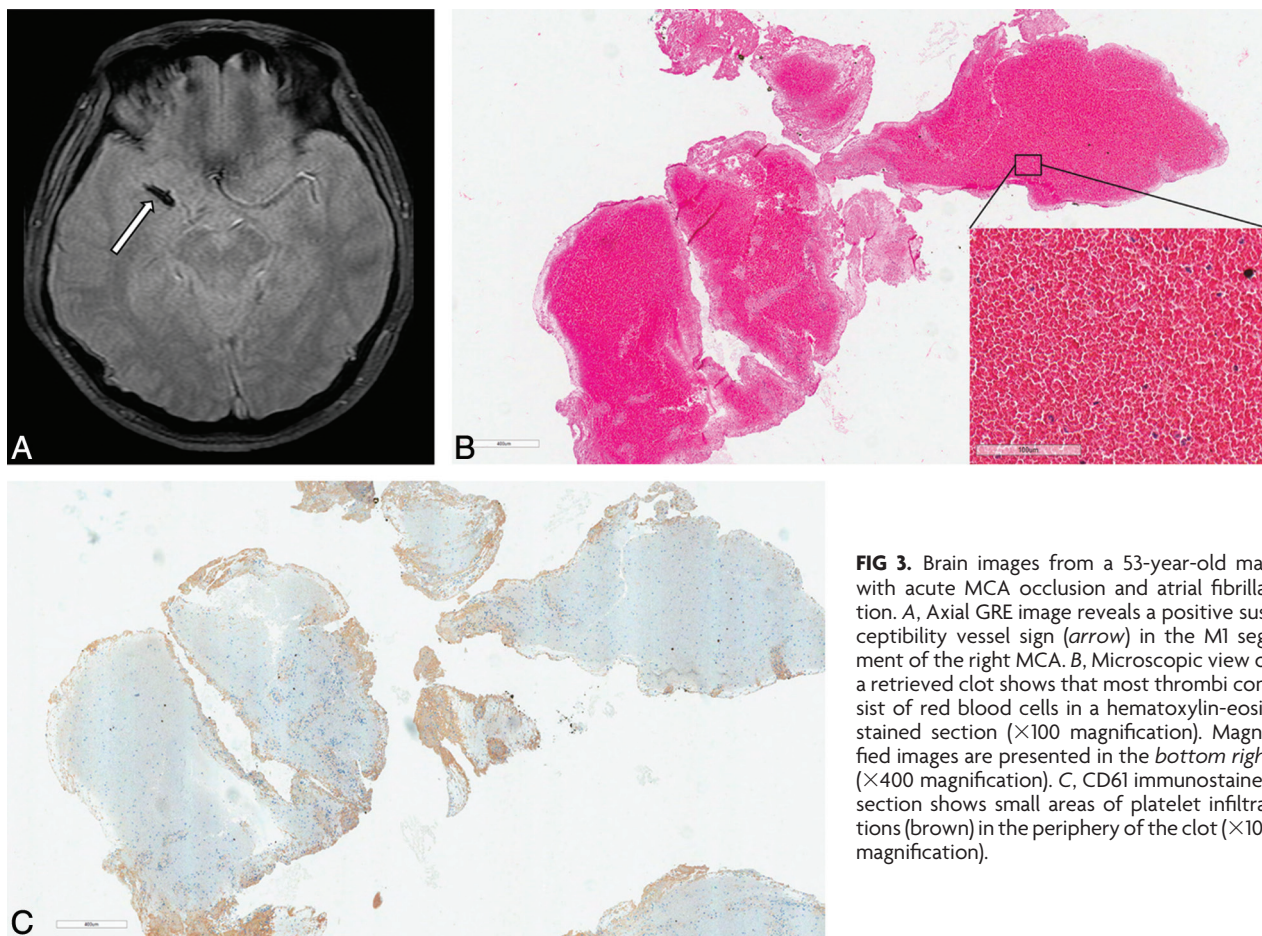 A
B
400um
100um
C
800um
FIG 3. Brain images from a 53-year-old ma
with acute MCA occlusion and atrial fibrilla
tion. A, Axial GRE image reveals a positive sus
ceptibility vessel sign (arrow) in the M1 seg
ment of the right MCA. B, Microscopic view o
a retrieved clot shows that most thrombi con
sist of red blood cells in a hematoxylin-eosi
stained section (×100 magnification). Magn
fied images are presented in the bottom righ
(×400 magnification). C, CD61 immunostaine
section shows small areas of platelet infiltra
tions (brown) in the periphery of the clot (×10
magnification).